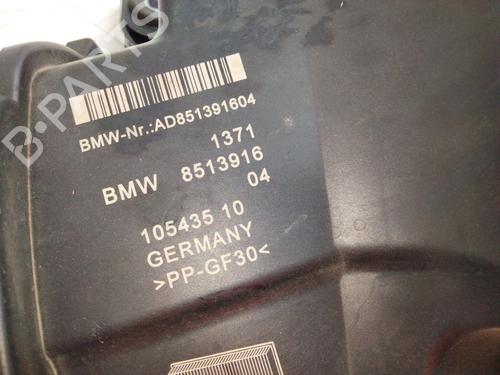 B-Parts
BMW-Nr.:AD851391604
1371
BMW 8513916
04
105435 10
GERMANY
>PP-GF30<